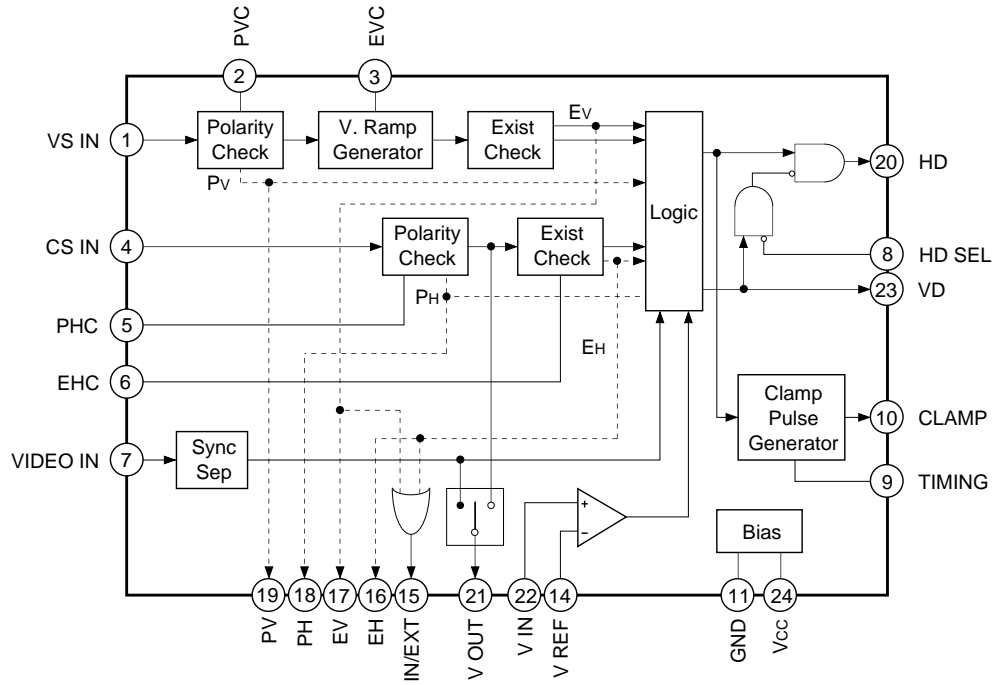 PVC
EVC
2
3
VS IN
1
Polarity
Check
V. Ramp
Generator
Exist
Check
EV
PV
Logic
20
HD
CS IN
4
Polarity
Check
Exist
Check
8
HD SEL
23
VD
PH
PHC
5
EH
EHC
6
Clamp
Pulse
Generator
10
CLAMP
VIDEO IN
7
Sync
Sep
9
TIMING
+
−
Bias
19
18
17
16
15
21
22
14
11
24
PV
PH
EV
EH
IN/EXT
V OUT
V IN
V REF
GND
VCC